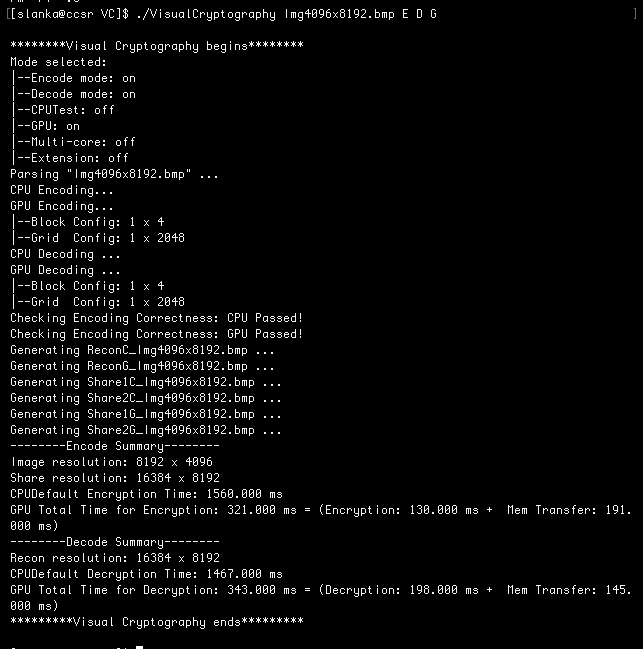 [[slanka@ccsr VC]$ ./VisualCryptography Img4096x8192.bmp E D G ]
********Visual Cryptography begins********
Mode selected:
|--Encode mode: on
|--Decode mode: on
|--CPUTest: off
|--GPU: on
|--Multi-core: off
|--Extension: off
Parsing "Img4096x8192.bmp" ...
CPU Encoding...
GPU Encoding...
|--Block Config: 1 x 4
|--Grid  Config: 1 x 2048
CPU Decoding ...
GPU Decoding ...
|--Block Config: 1 x 4
|--Grid  Config: 1 x 2048
Checking Encoding Correctness: CPU Passed!
Checking Encoding Correctness: GPU Passed!
Generating ReconC_Img4096x8192.bmp ...
Generating ReconG_Img4096x8192.bmp ...
Generating Share1C_Img4096x8192.bmp ...
Generating Share2C_Img4096x8192.bmp ...
Generating Share1G_Img4096x8192.bmp ...
Generating Share2G_Img4096x8192.bmp ...
--------Encode Summary--------
Image resolution: 8192 x 4096
Share resolution: 16384 x 8192
CPUDefault Encryption Time: 1560.000 ms
GPU Total Time for Encryption: 321.000 ms = (Encryption: 130.000 ms +  Mem Transfer: 191.
000 ms)
--------Decode Summary--------
Recon resolution: 16384 x 8192
CPUDefault Decryption Time: 1467.000 ms
GPU Total Time for Decryption: 343.000 ms = (Decryption: 198.000 ms +  Mem Transfer: 145.
000 ms)
*********Visual Cryptography ends*********